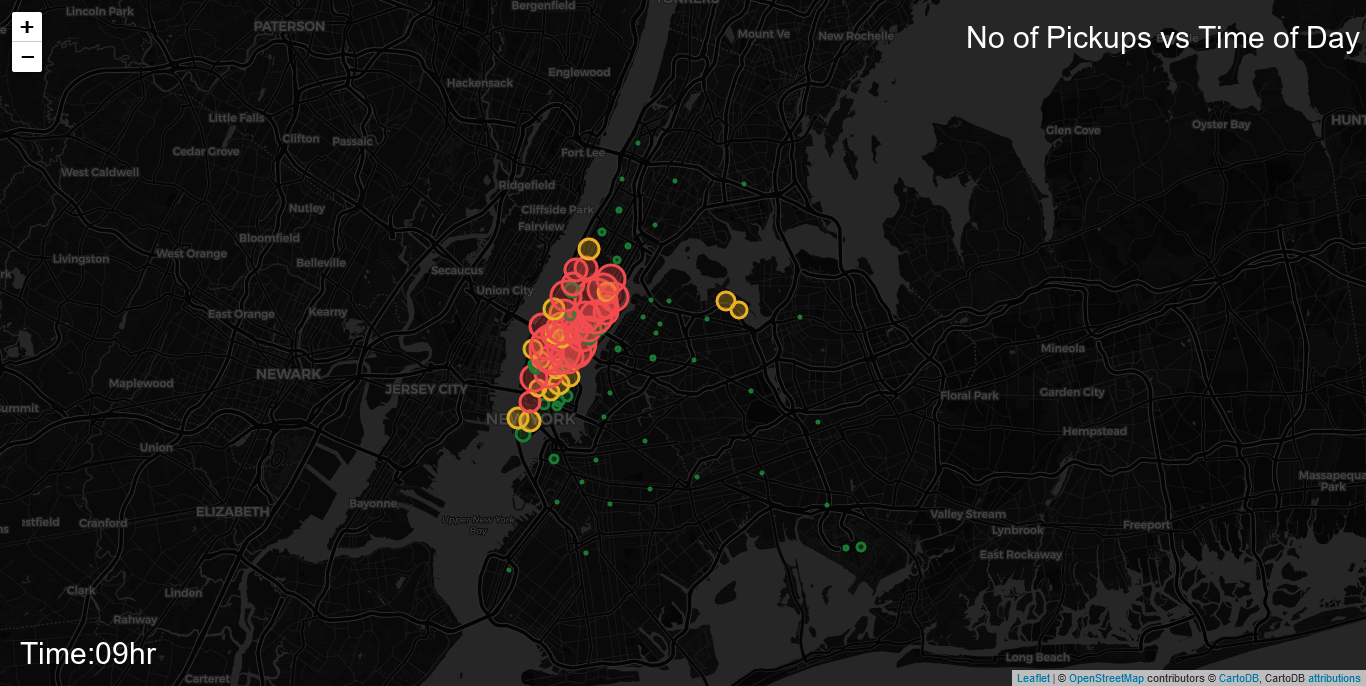 +
−
No of Pickups vs Time of Day
Lincoln Park
PATERSON
Bergenfield
Mount Ve
New Rochelle
Englewood
Hackensack
Glen Cove
Oyster Bay
HUNT
Little Falls
Clifton
Passaic
Cedar Grove
Fort Lee
West Caldwell
Ridgefield
Nutley
Cliffside Park
Fairview
Bloomfield
Livingston
West Orange
Belleville
Secaucus
Union City
East Orange
Kearny
Mineola
NEWARK
Maplewood
JERSEY CITY
Floral Park
Garden City
NEW YORK
Hempstead
Union
Massapequa
Park
Bayonne
ELIZABETH
Cranford
Upper New York
Bay
Valley Stream
Lynbrook
Freeport
East Rockaway
Clark
Linden
Rahway
Time:09hr
Long Beach
Carteret
Leaflet | © OpenStreetMap contributors © CartoDB, CartoDB attributions